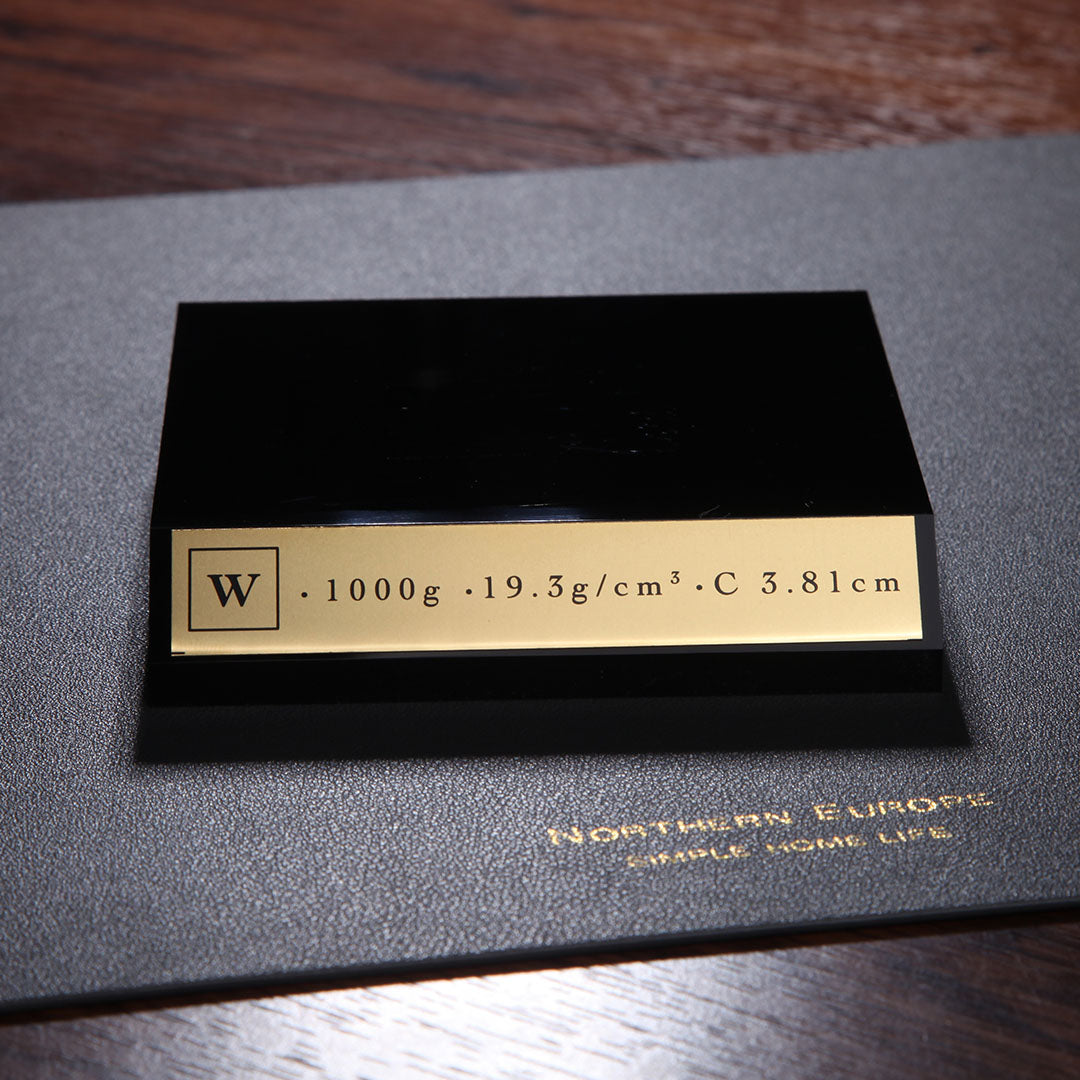 W · 1000g · 19.3g/cm³ · C 3.81cm
NORTHERN EUROPE
SIMPLE HOME LIFE